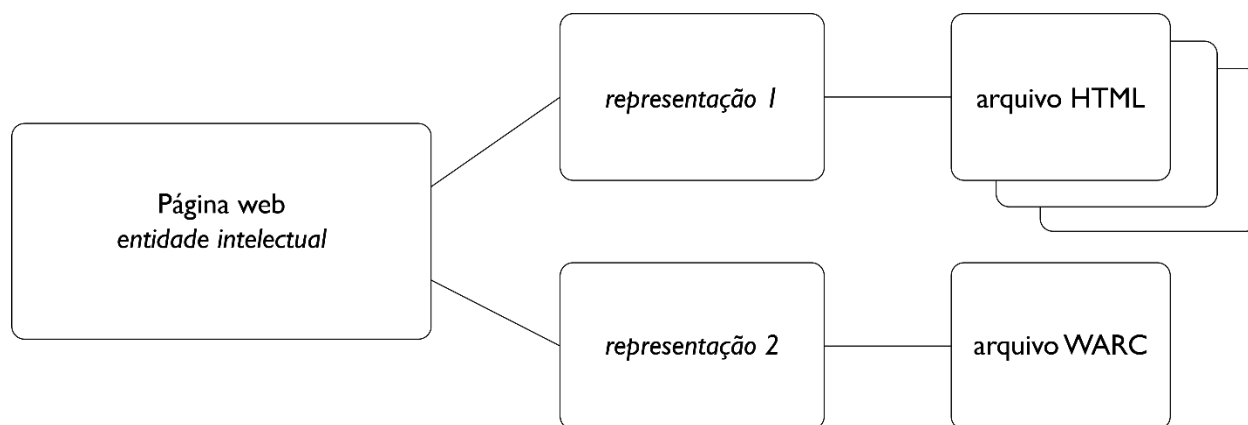 Página web
entidade intelectual
representação 1
arquivo HTML
representação 2
arquivo WARC